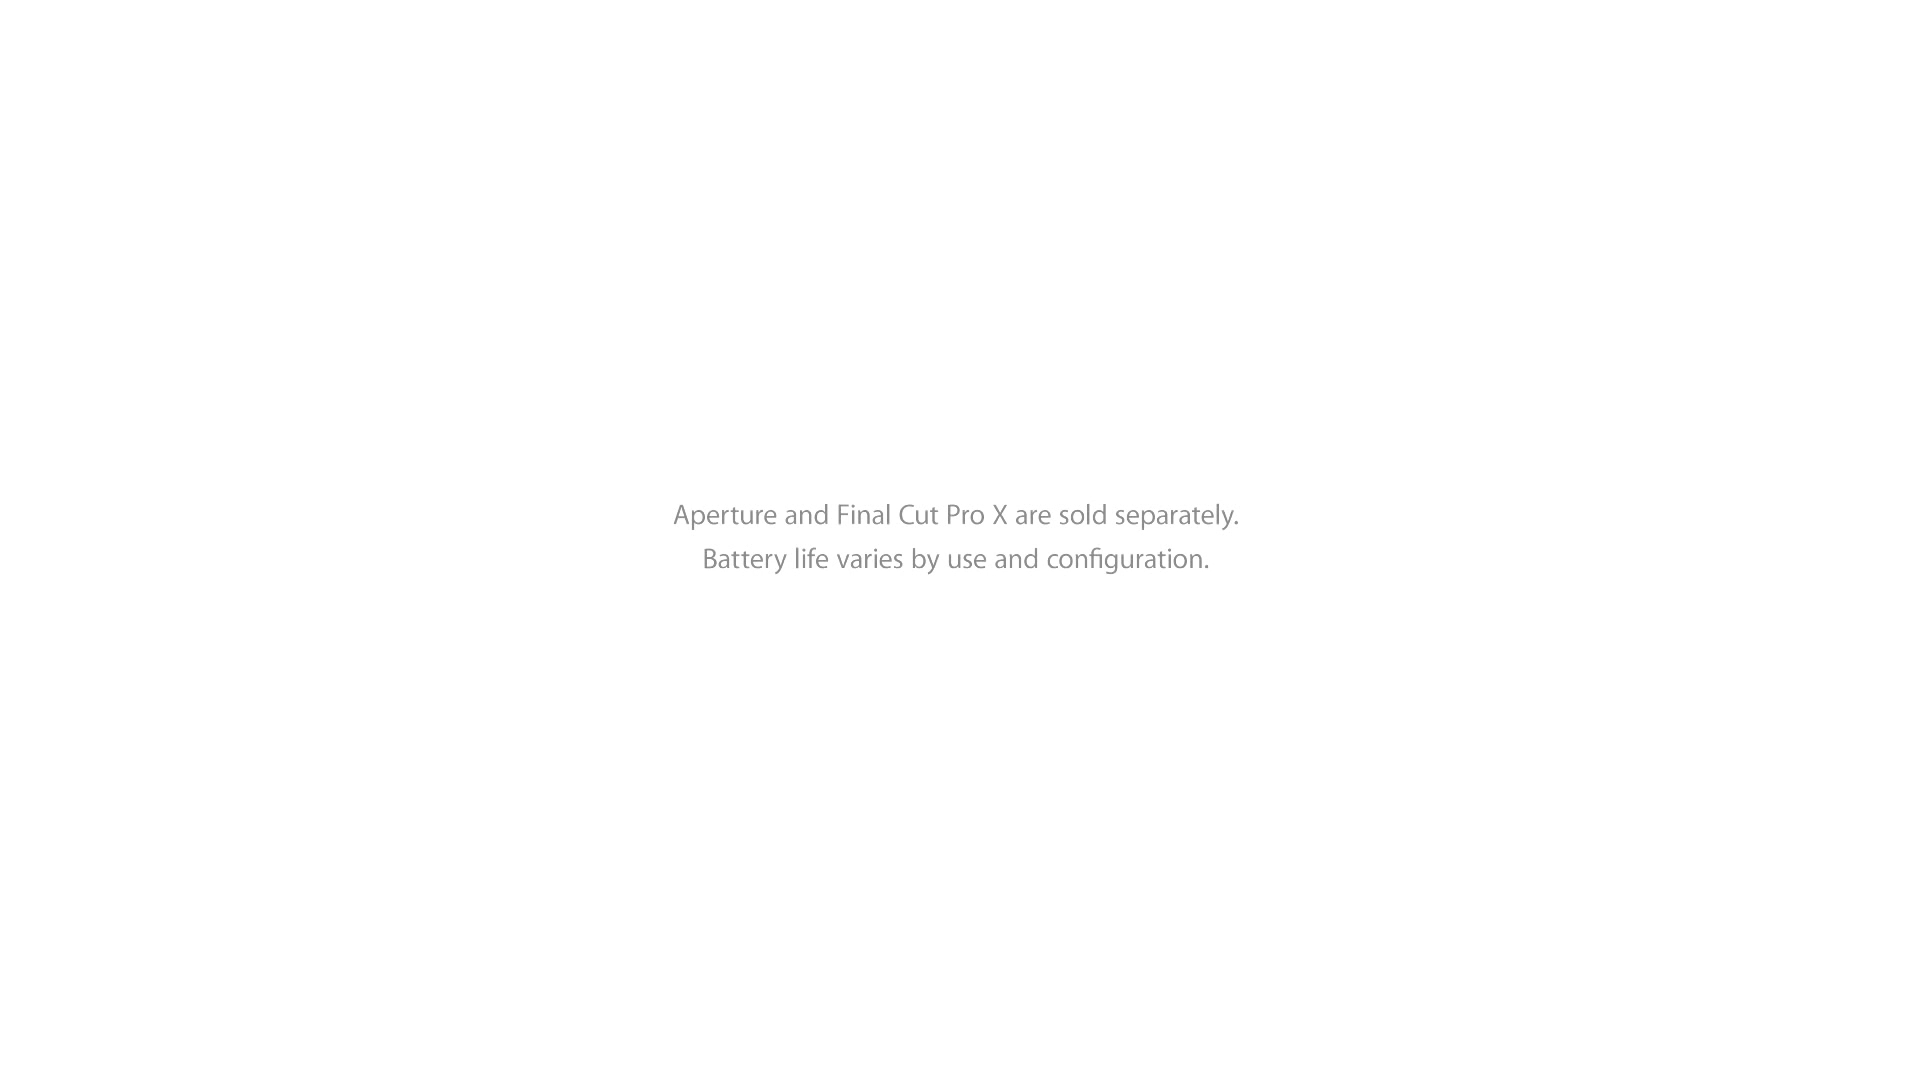 Aperture and Final Cut Pro X are sold separately.
Battery life varies by use and configuration.